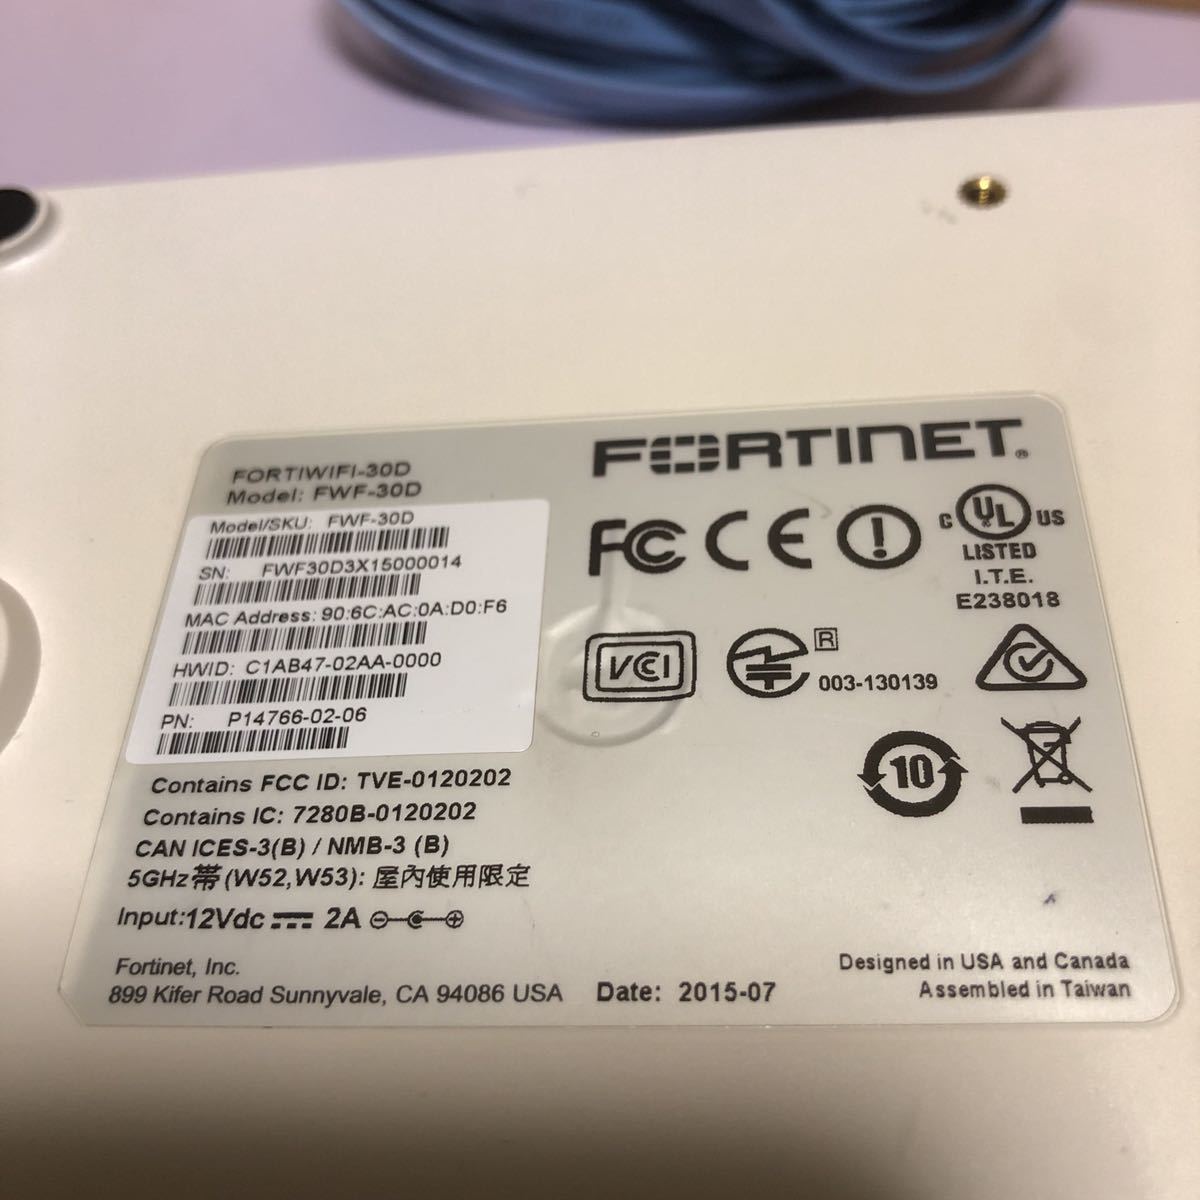 FORTIWIFI-30D
Model: FWF-30D
Model/SKU: FWF-30D
SN: FWF30D3X15000014
MAC Address: 90:6C:AC:0A:D0:F6
HWID: C1AB47-02AA-0000
PN: P14766-02-06
FORTINET®
FC CE
C UL US
LISTED
I.T.E.
E238018
VCI
R
003-130139
10
Contains FCC ID: TVE-0120202
Contains IC: 7280B-0120202
CAN ICES-3(B) / NMB-3 (B)
5GHz帯(W52,W53): 屋内使用限定
Input:12Vdc 2A
Fortinet, Inc.
899 Kifer Road Sunnyvale, CA 94086 USA
Date: 2015-07
Designed in USA and Canada
Assembled in Taiwan